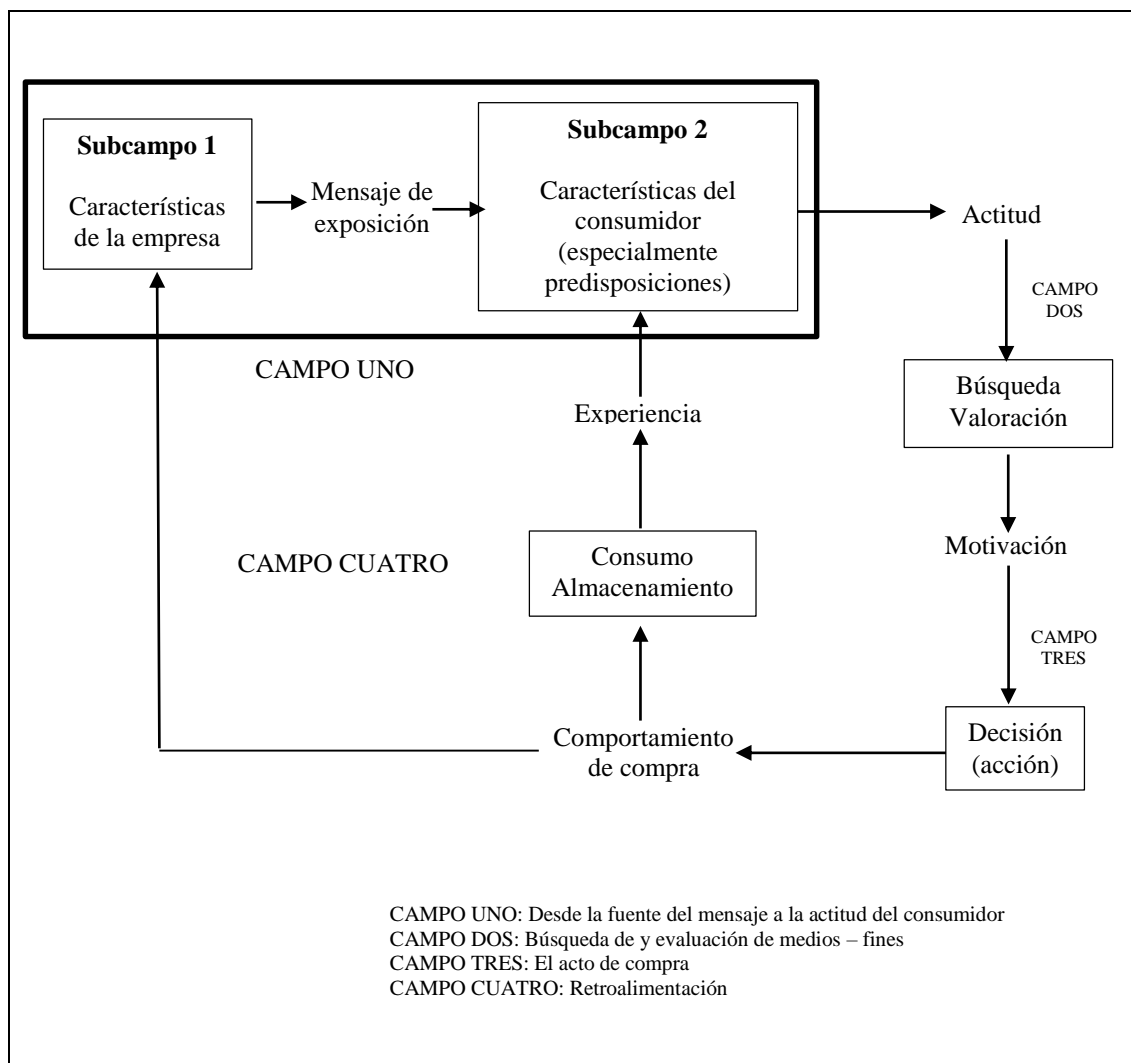 Subcampo 1
Características
de la empresa
Mensaje de
exposición
Subcampo 2
Características del
consumidor
(especialmente
predisposiciones)
Actitud
CAMPO
DOS
CAMPO UNO
Búsqueda
Valoración
Experiencia
Motivación
CAMPO CUATRO
Consumo
Almacenamiento
CAMPO
TRES
Comportamiento
de compra
Decisión
(acción)
CAMPO UNO: Desde la fuente del mensaje a la actitud del consumidor
CAMPO DOS: Búsqueda de y evaluación de medios – fines
CAMPO TRES: El acto de compra
CAMPO CUATRO: Retroalimentación